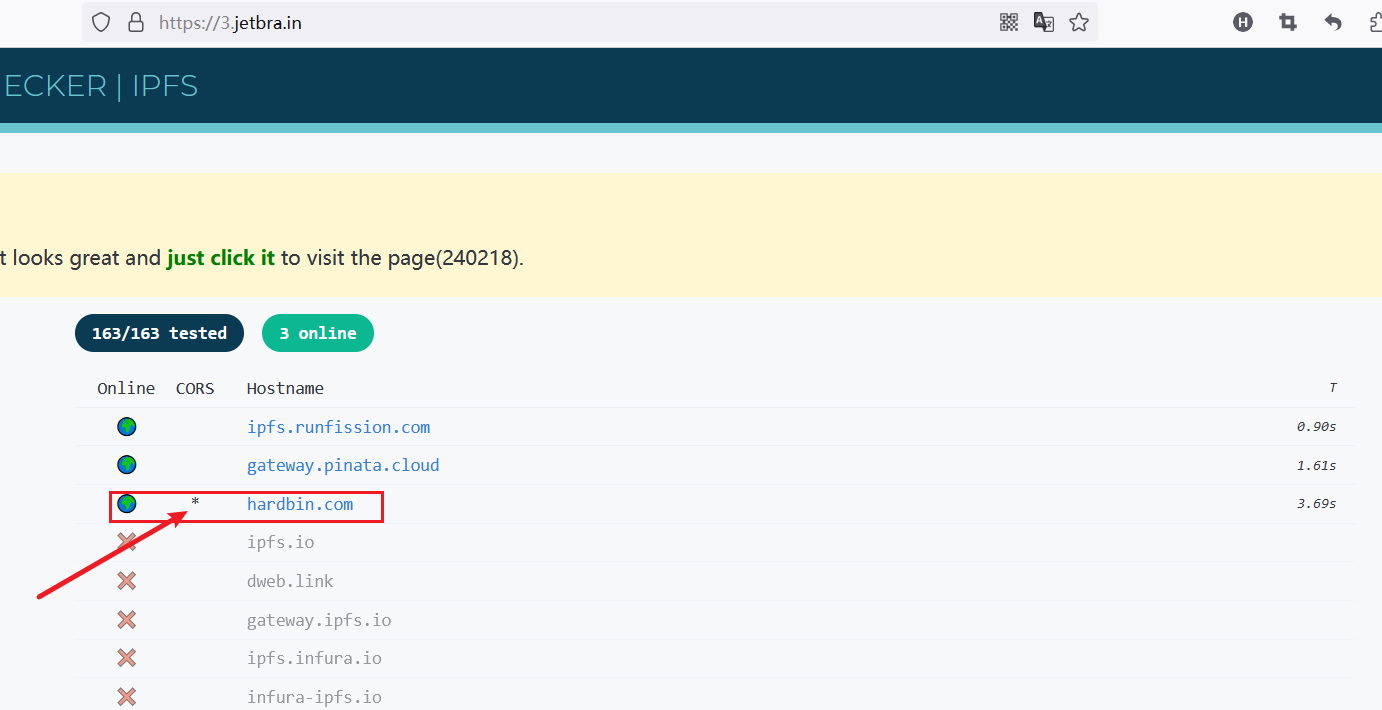 https://3.jetbra.in
ECKER | IPFS
t looks great and just click it to visit the page(240218).
163/163 tested 3 online
Online CORS Hostname T
ipfs.runfission.com 0.90s
gateway.pinata.cloud 1.61s
* hardbin.com 3.69s
ipfs.io
dweb.link
gateway.ipfs.io
ipfs.infura.io
infura-ipfs.io